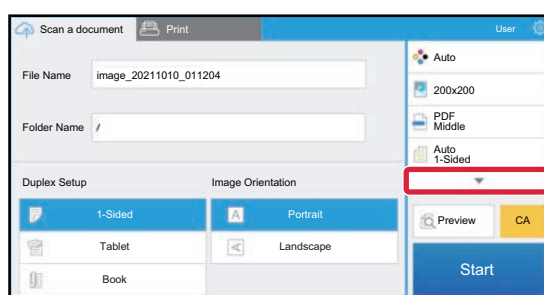 Scan a document
Print
User
File Name
image_20211010_011204
Folder Name
/
Duplex Setup
Image Orientation
1-Sided
Portrait
Tablet
Landscape
Book
Auto
200x200
PDF
Middle
Auto
1-Sided
Preview
CA
Start